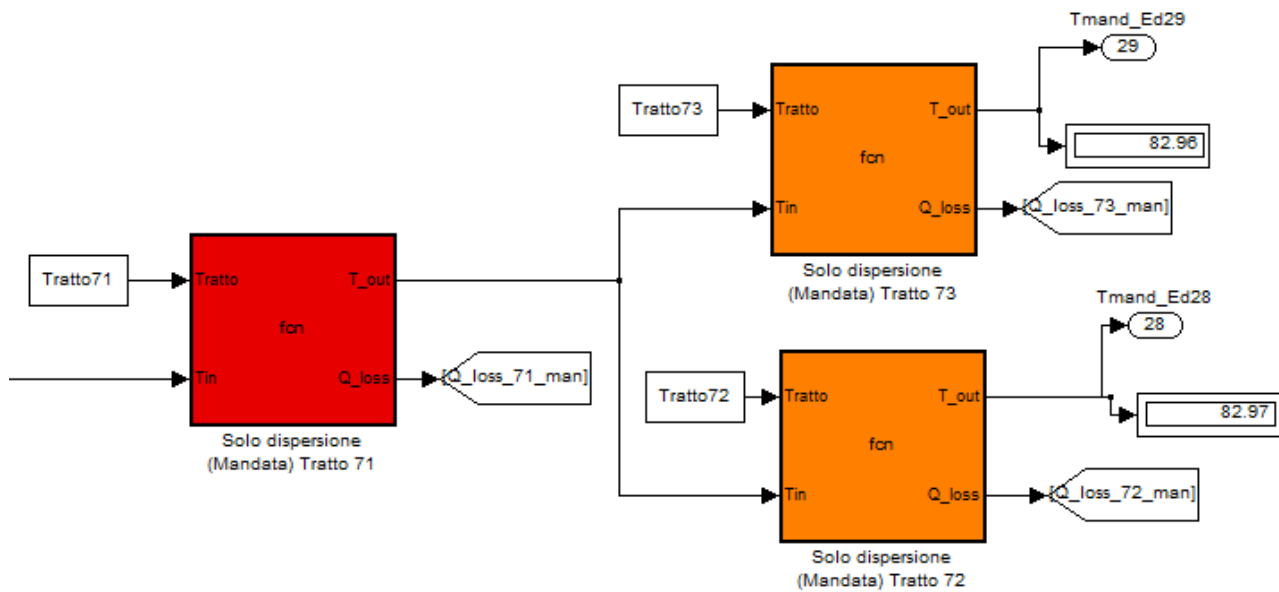 Tmand_Ed29
29
Tratto73
Tratto
T_out
fcn
82.96
Tin
Q_loss
[Q_loss_73_man]
Solo dispersione
(Mandata) Tratto 73
Tratto71
Tratto
T_out
fcn
Tin
Q_loss
[Q_loss_71_man]
Solo dispersione
(Mandata) Tratto 71
Tmand_Ed28
28
Tratto72
Tratto
T_out
82.97
fcn
Tin
Q_loss
[Q_loss_72_man]
Solo dispersione
(Mandata) Tratto 72